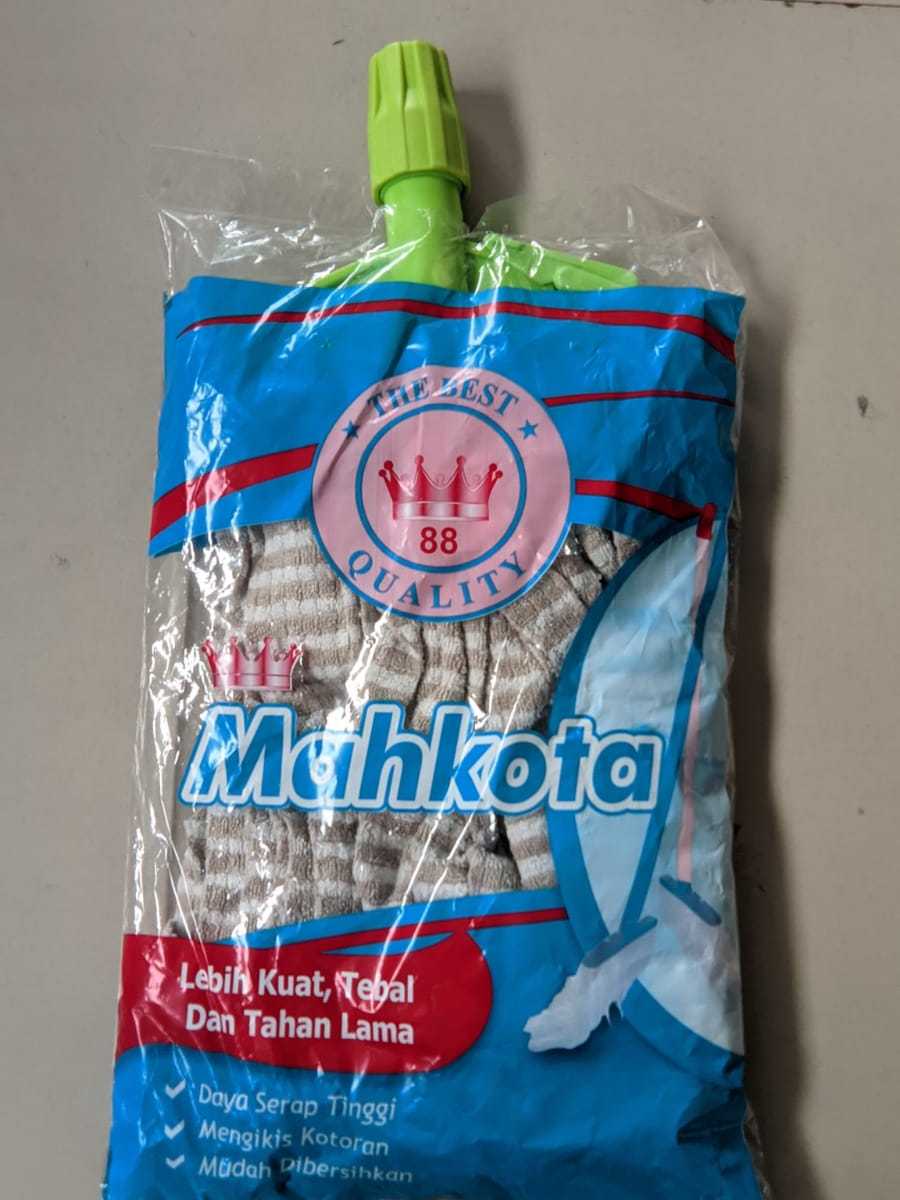 THE BEST
88
QUALITY
Mahkota
Lebih Kuat, Tebal
Dan Tahan Lama
Daya Serap Tinggi
Mengikis Kotoran
Mudah Dibersihkan